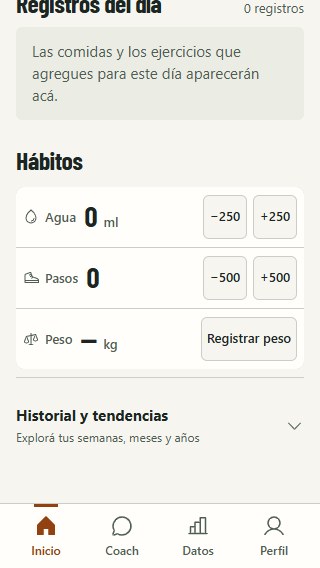 Registros del día
0 registros
Las comidas y los ejercicios que
agregues para este día aparecerán
acá.
Hábitos
Agua 0 ml
−250
+250
Pasos 0
−500
+500
Peso — kg
Registrar peso
Historial y tendencias
Explorá tus semanas, meses y años
Inicio
Coach
Datos
Perfil